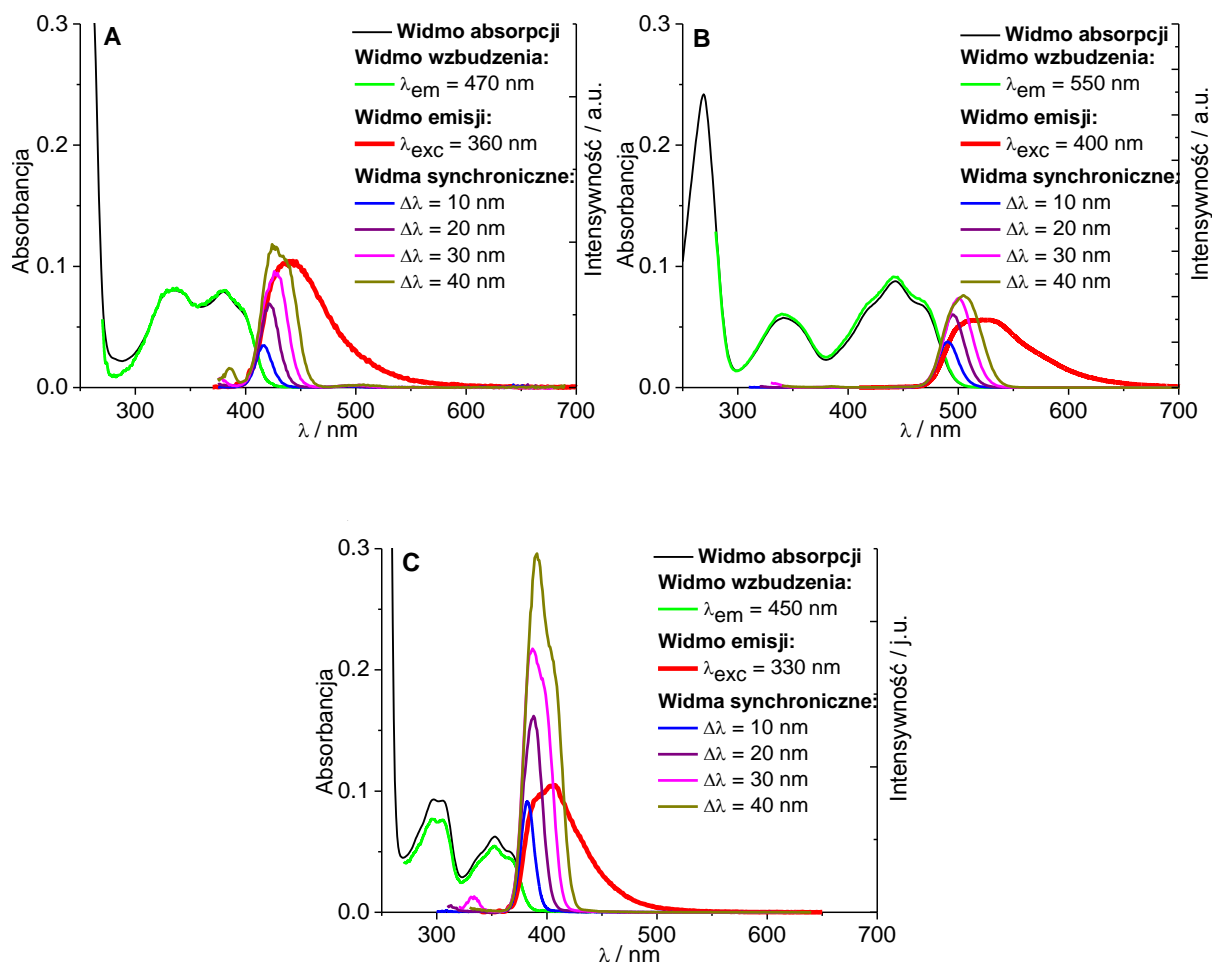 A
Widmo absorpcji
Widmo wzbudzenia:
λem = 470 nm
Widmo emisji:
λexc = 360 nm
Widma synchroniczne:
Δλ = 10 nm
Δλ = 20 nm
Δλ = 30 nm
Δλ = 40 nm
Absorbancja
0.3
0.2
0.1
0.0
Intensywność / a.u.
300 400 500 600 700
λ / nm
B
Widmo absorpcji
Widmo wzbudzenia:
λem = 550 nm
Widmo emisji:
λexc = 400 nm
Widma synchroniczne:
Δλ = 10 nm
Δλ = 20 nm
Δλ = 30 nm
Δλ = 40 nm
Absorbancja
0.3
0.2
0.1
0.0
Intensywność / a.u.
300 400 500 600 700
λ / nm
C
Widmo absorpcji
Widmo wzbudzenia:
λem = 450 nm
Widmo emisji:
λexc = 330 nm
Widma synchroniczne:
Δλ = 10 nm
Δλ = 20 nm
Δλ = 30 nm
Δλ = 40 nm
Absorbancja
0.3
0.2
0.1
0.0
Intensywność / j.u.
300 400 500 600 700
λ / nm